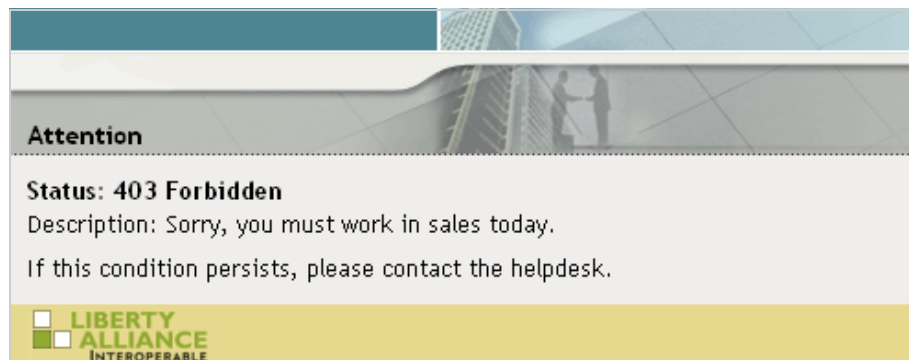 Attention
Status: 403 Forbidden
Description: Sorry, you must work in sales today.
If this condition persists, please contact the helpdesk.
LIBERTY
ALLIANCE
INTEROPERABLE